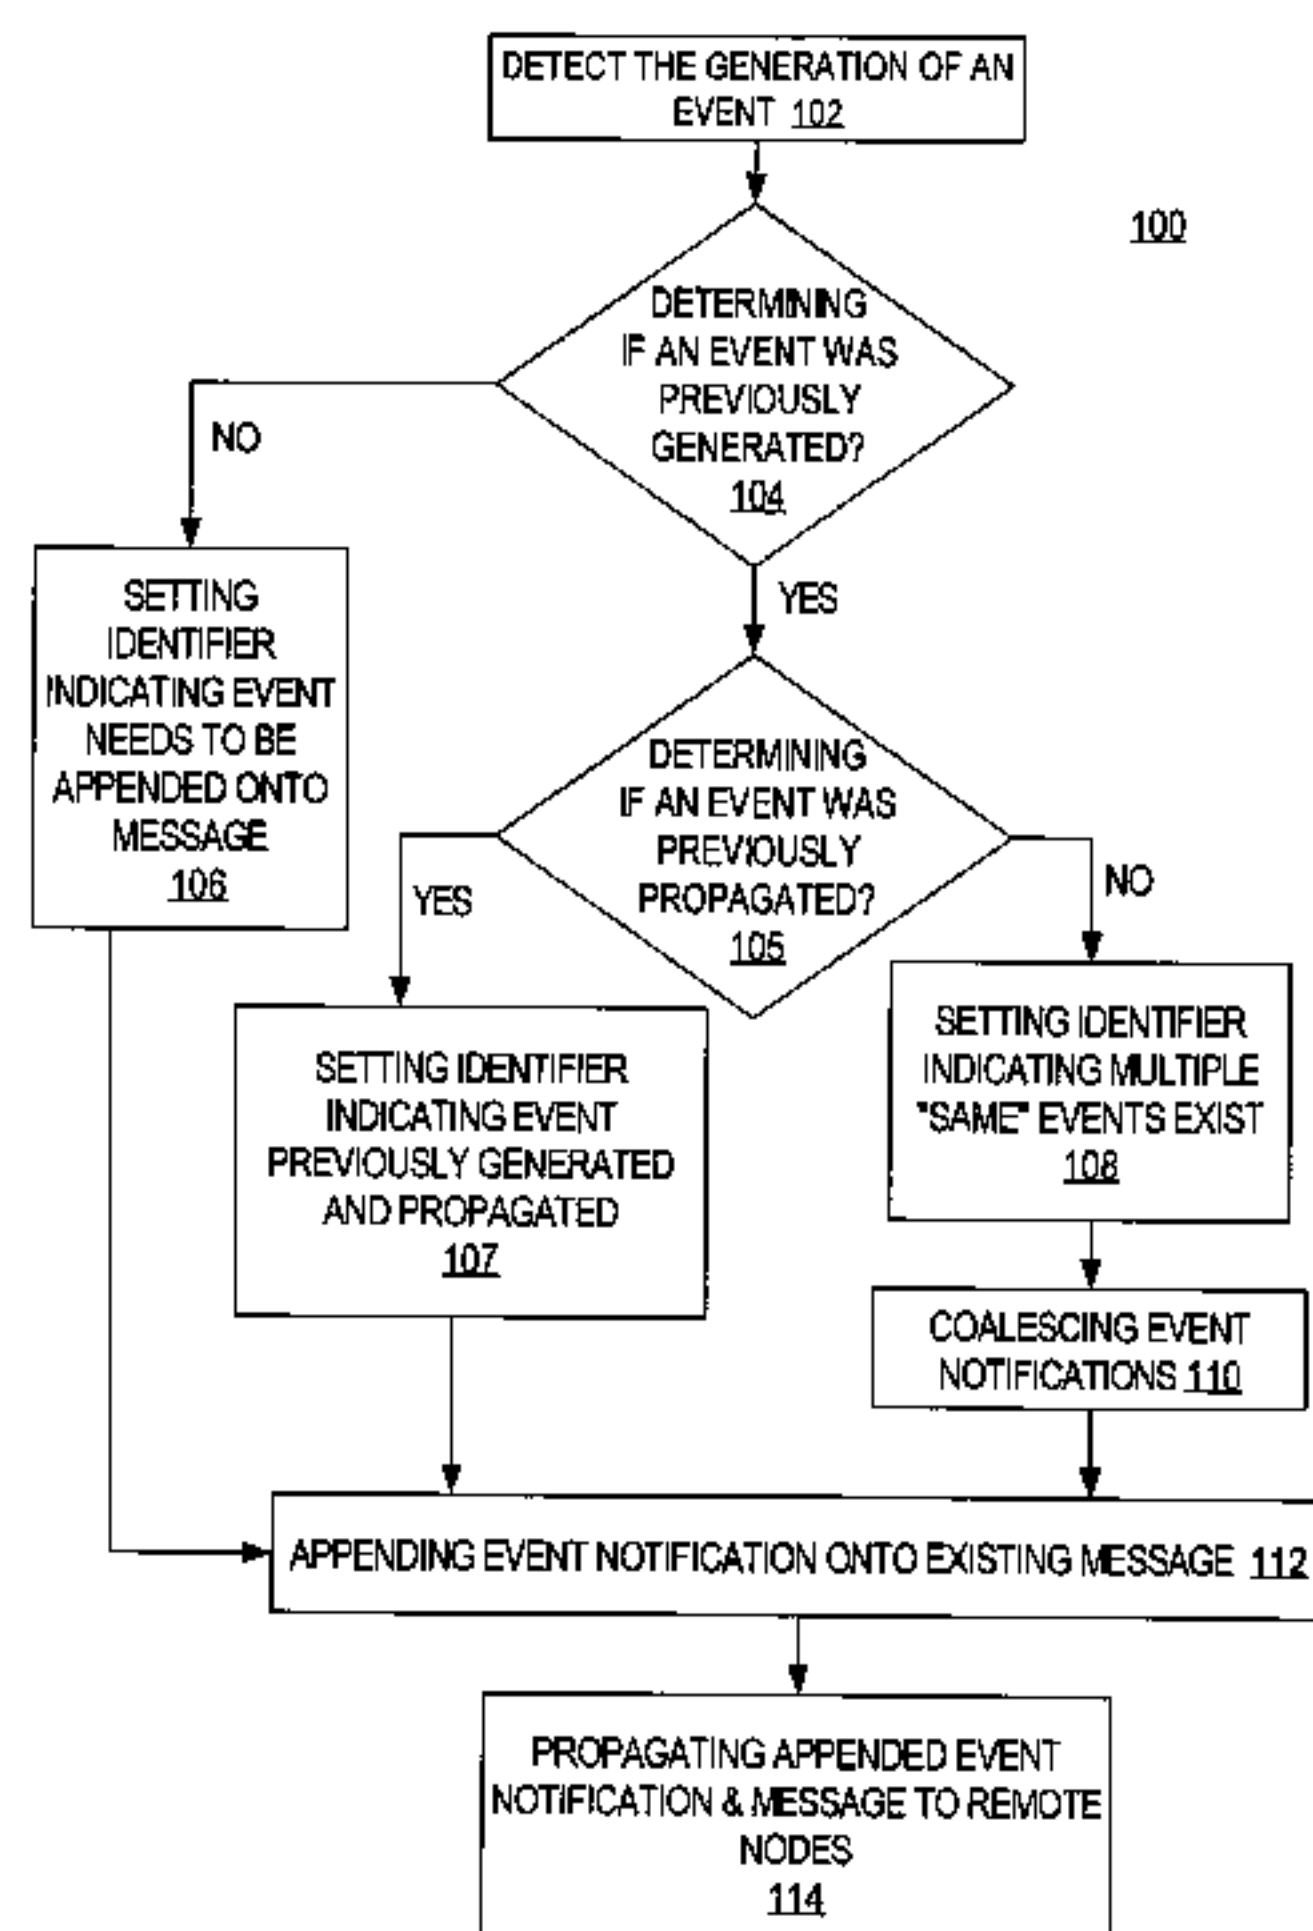 DETECT THE GENERATION OF AN
EVENT 102
100
DETERMINING
IF AN EVENT WAS
PREVIOUSLY
GENERATED?
104
NO
YES
SETTING
IDENTIFIER
INDICATING EVENT
NEEDS TO BE
APPENDED ONTO
MESSAGE
106
DETERMINING
IF AN EVENT WAS
PREVIOUSLY
PROPAGATED?
105
YES
NO
SETTING IDENTIFIER
INDICATING EVENT
PREVIOUSLY GENERATED
AND PROPAGATED
107
SETTING IDENTIFIER
INDICATING MULTIPLE
"SAME" EVENTS EXIST
108
COALESCING EVENT
NOTIFICATIONS 110
APPENDING EVENT NOTIFICATION ONTO EXISTING MESSAGE 112
PROPAGATING APPENDED EVENT
NOTIFICATION & MESSAGE TO REMOTE
NODES
114